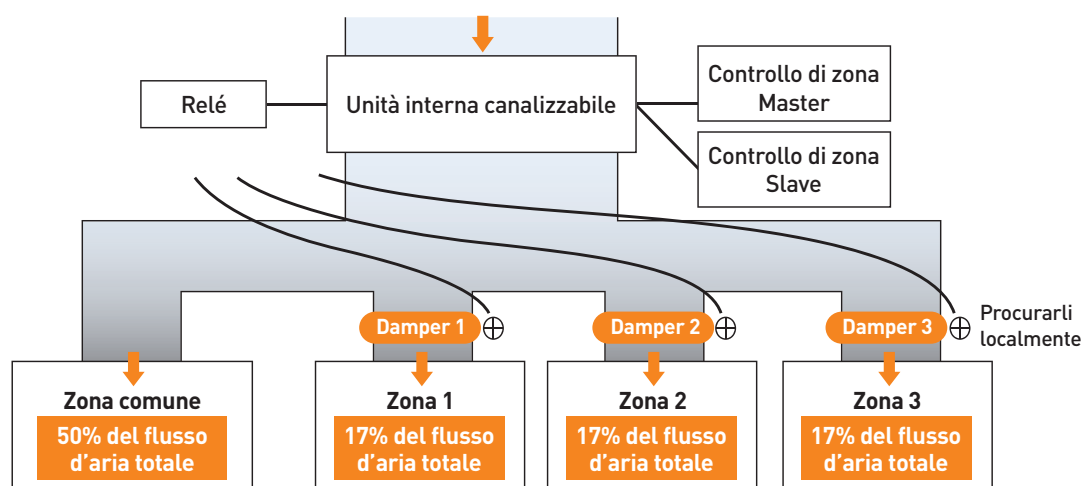 Relé
Unità interna canalizzabile
Controllo di zona
Master
Controllo di zona
Slave
Damper 1
Damper 2
Damper 3
Procurarli
localmente
Zona comune
50% del flusso
d'aria totale
Zona 1
17% del flusso
d'aria totale
Zona 2
17% del flusso
d'aria totale
Zona 3
17% del flusso
d'aria totale